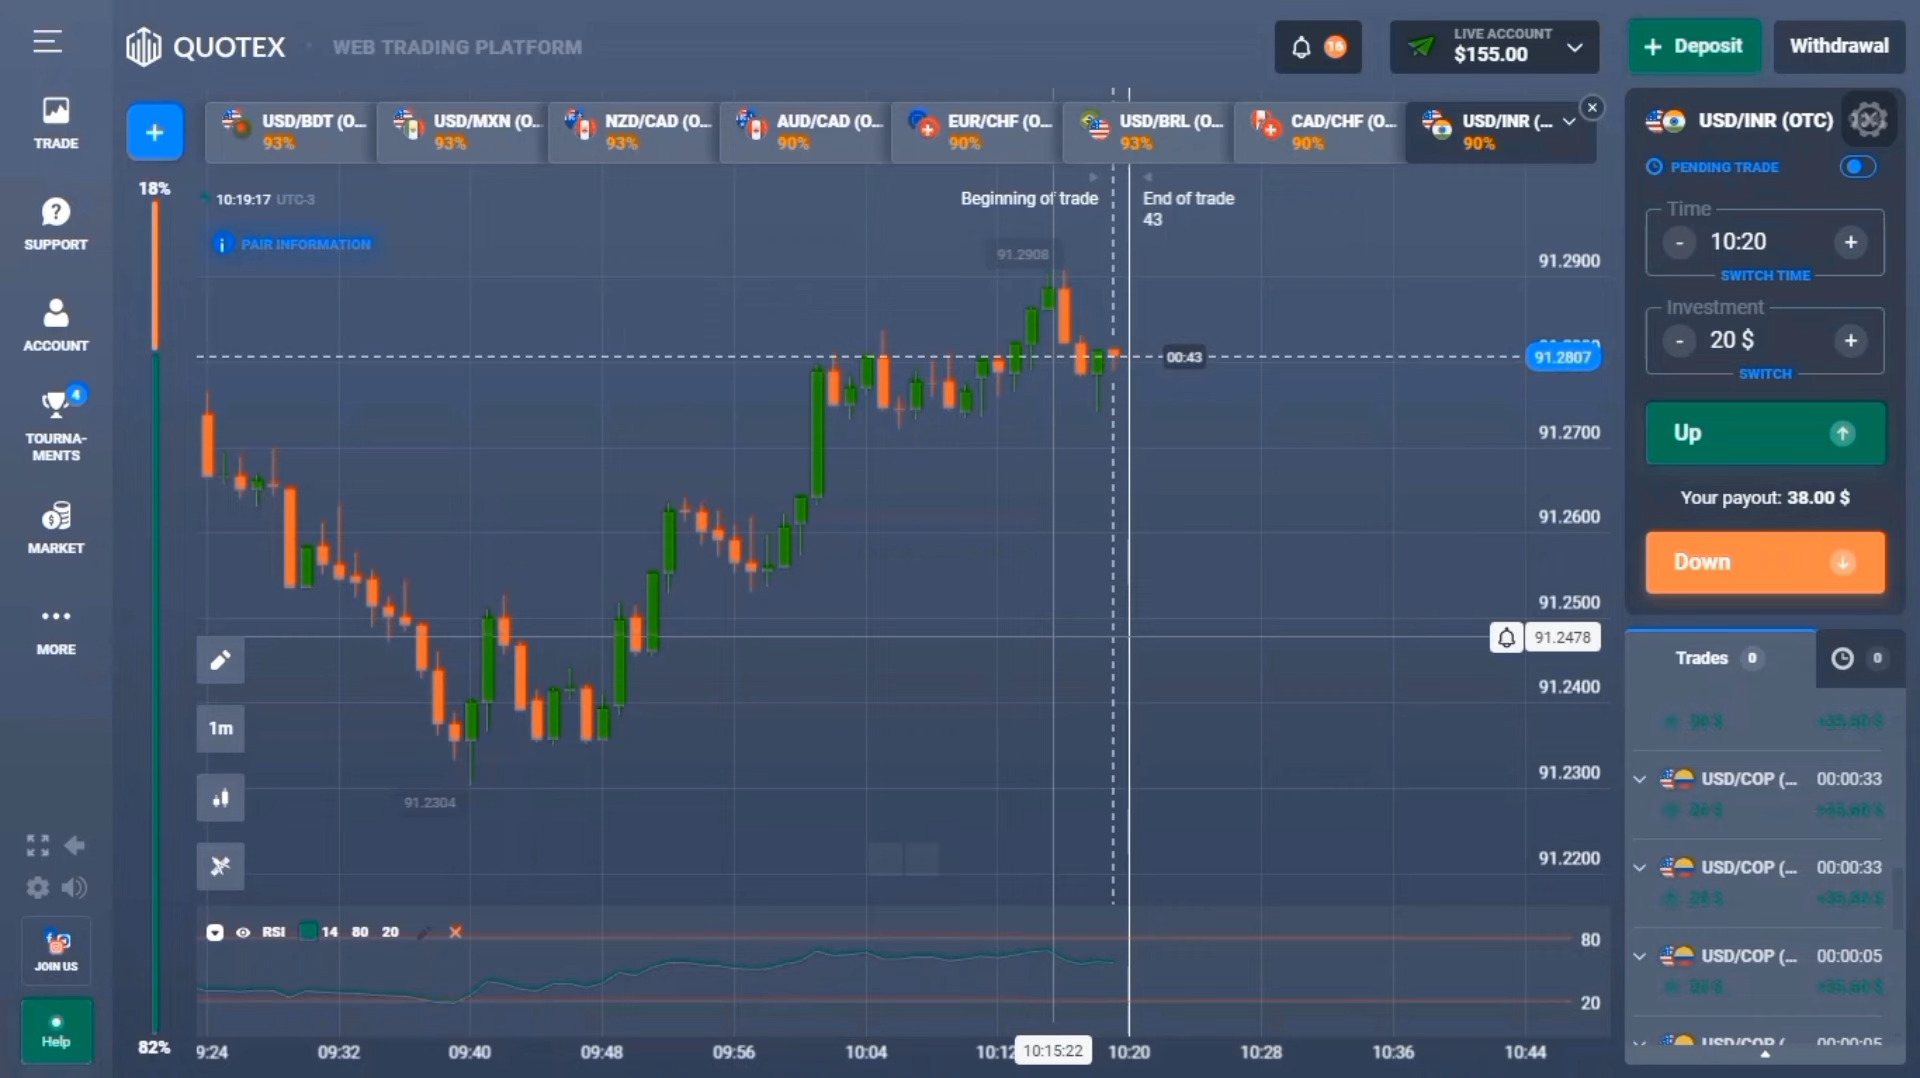 QUOTEX
WEB TRADING PLATFORM
16
LIVE ACCOUNT
$155.00
+ Deposit
Withdrawal
TRADE
SUPPORT
ACCOUNT
4
TOURNA-
MENTS
MARKET
MORE
JOIN US
Help
+
USD/BDT (O...
93%
USD/MXN (O...
93%
NZD/CAD (O...
93%
AUD/CAD (O...
90%
EUR/CHF (O...
90%
USD/BRL (O...
93%
CAD/CHF (O...
90%
USD/INR (...
90%
18%
82%
10:19:17 UTC-3
PAIR INFORMATION
Beginning of trade
End of trade
43
91.2908
91.2304
00:43
91.2900
91.2807
91.2700
91.2600
91.2500
91.2478
91.2400
91.2300
91.2200
1m
RSI 14 80 20
80
20
9:24
09:32
09:40
09:48
09:56
10:04
10:12
10:15:22
10:20
10:28
10:36
10:44
USD/INR (OTC)
PENDING TRADE
Time
- 10:20 +
SWITCH TIME
Investment
- 20 $ +
SWITCH
Up
Your payout: 38.00 $
Down
Trades 0
0
USD/COP (... 00:00:33
USD/COP (... 00:00:33
USD/COP (... 00:00:05